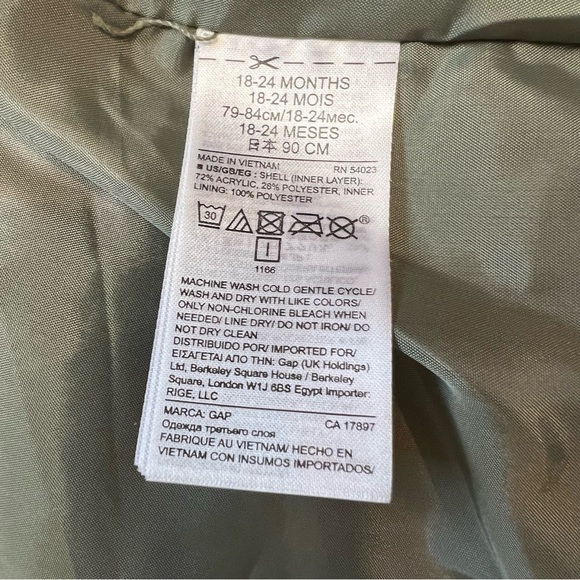 18-24 MONTHS
18-24 MOIS
79-84см/18-24мес.
18-24 MESES
日本 90 CM
MADE IN VIETNAM RN 54023
■ US/GB/EG : SHELL (INNER LAYER):
72% ACRYLIC, 28% POLYESTER, INNER
LINING: 100% POLYESTER
30 ®
1166
MACHINE WASH COLD GENTLE CYCLE/
WASH AND DRY WITH LIKE COLORS/
ONLY NON-CHLORINE BLEACH WHEN
NEEDED/ LINE DRY/ DO NOT IRON/ DO
NOT DRY CLEAN
DISTRIBUIDO POR/ IMPORTED FOR/
ΕΙΣΑΓΕΤΑΙ ΑΠΟ ΤΗΝ: Gap (UK Holdings)
Ltd, Berkeley Square House / Berkeley
Square, London W1J 6BS Egypt Importer:
RIGE, LLC
MARCA: GAP CA 17897
Одежда третьего слоя
FABRIQUE AU VIETNAM/ HECHO EN
VIETNAM CON INSUMOS IMPORTADOS/